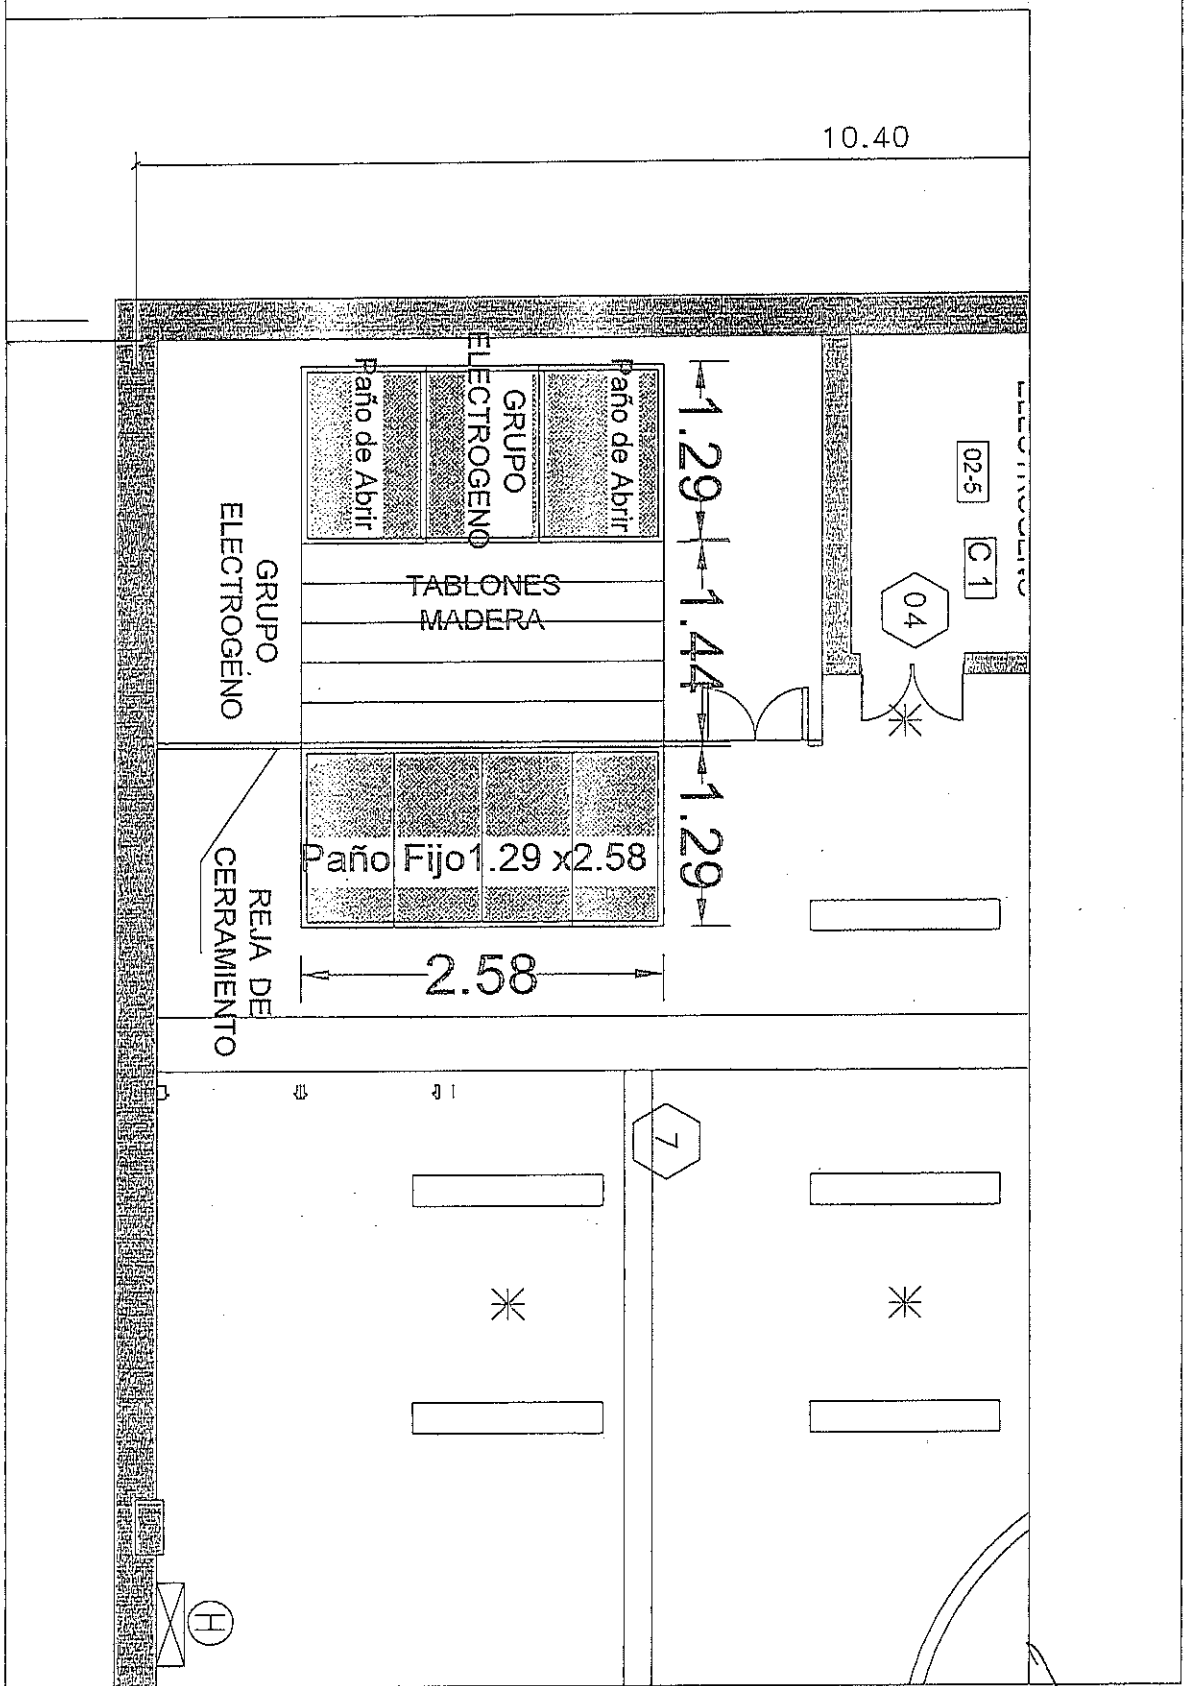 10.40
02-5
C 1
04
Paño de Abrir
GRUPO
ELECTROGENO
Paño de Abrir
1.29
1.44
1.29
TABLONES
MADERA
GRUPO
ELECTROGENO
Paño Fijo1.29 x2.58
2.58
REJA DE
CERRAMIENTO
7
H